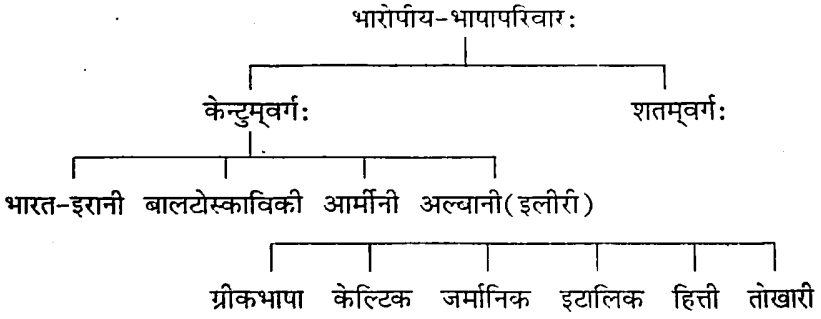 भारोपीय-भाषापरिवार:
केन्टुम्वर्ग: शतम्वर्ग:
भारत-इरानी बालटोस्काविकी आर्मीनी अल्बानी(इलीरी)
ग्रीकभाषा केल्टिक जर्मानिक इटालिक हित्ती तोखारी